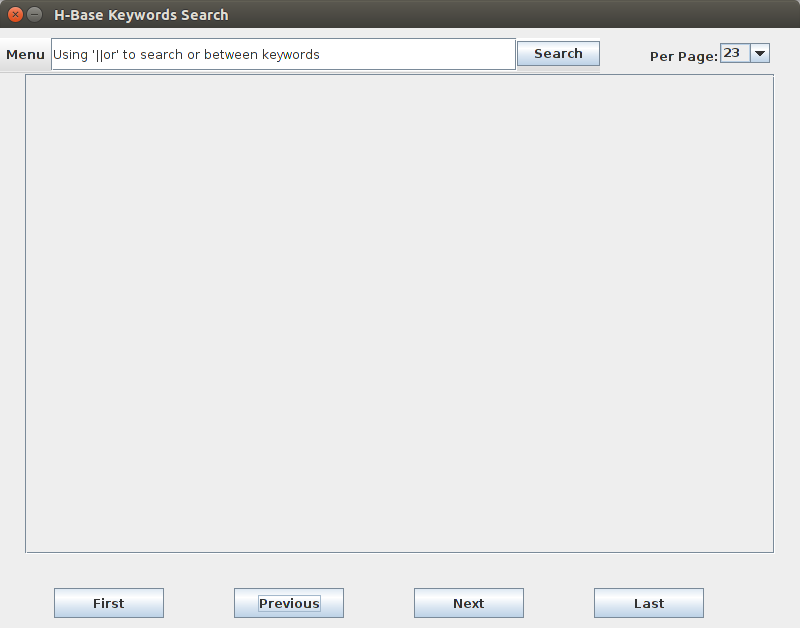 H-Base Keywords Search
Menu Using '||or' to search or between keywords Search Per Page: 23
First Previous Next Last